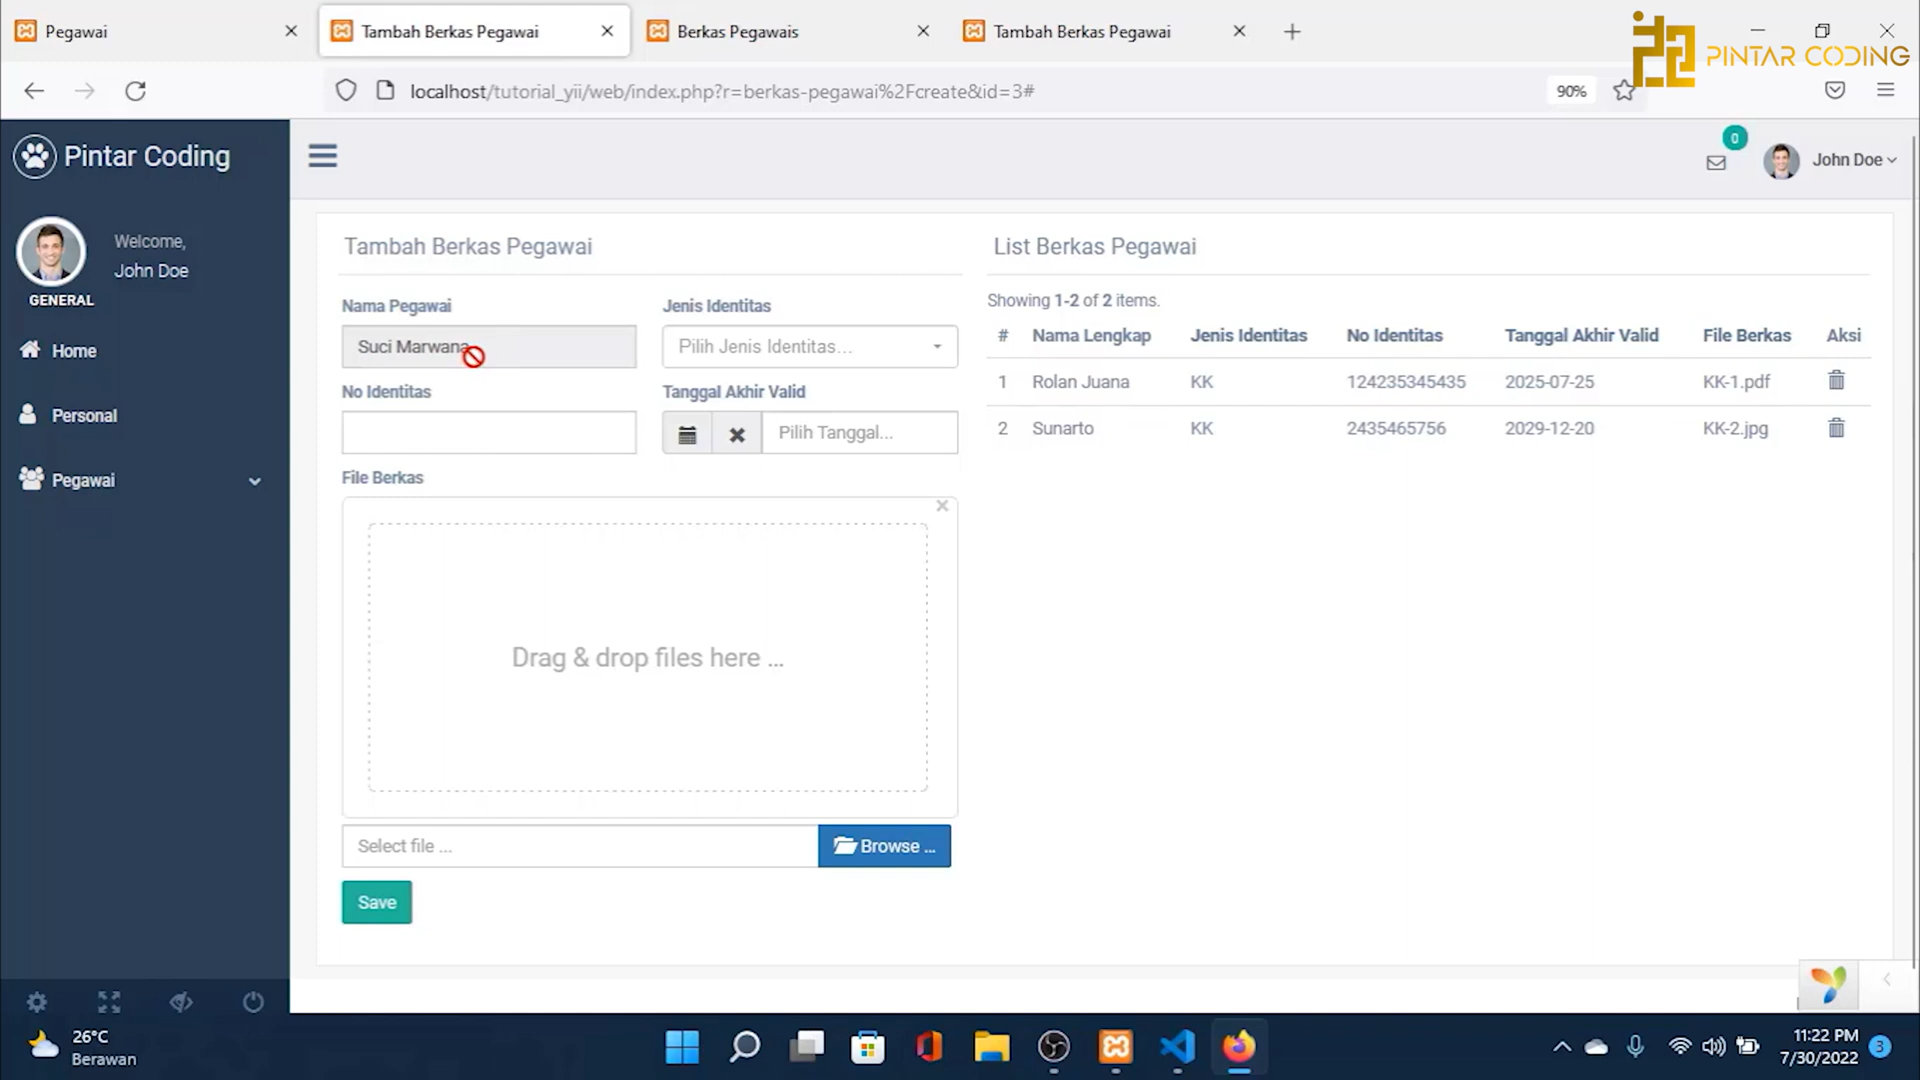 Pegawai
Tambah Berkas Pegawai
Berkas Pegawais
Tambah Berkas Pegawai
PINTAR CODING
localhost/tutorial_yii/web/index.php?r=berkas-pegawai%2Fcreate&id=3#
90%
Pintar Coding
0
John Doe
Welcome,
John Doe
GENERAL
Home
Personal
Pegawai
Tambah Berkas Pegawai
Nama Pegawai
Jenis Identitas
Suci Marwana
Pilih Jenis Identitas...
No Identitas
Tanggal Akhir Valid
Pilih Tanggal...
File Berkas
Drag & drop files here ...
Select file ...
Browse ...
Save
List Berkas Pegawai
Showing 1-2 of 2 items.
# Nama Lengkap Jenis Identitas No Identitas Tanggal Akhir Valid File Berkas Aksi
1 Rolan Juana KK 124235345435 2025-07-25 KK-1.pdf
2 Sunarto KK 2435465756 2029-12-20 KK-2.jpg
26°C
Berawan
11:22 PM
7/30/2022
3